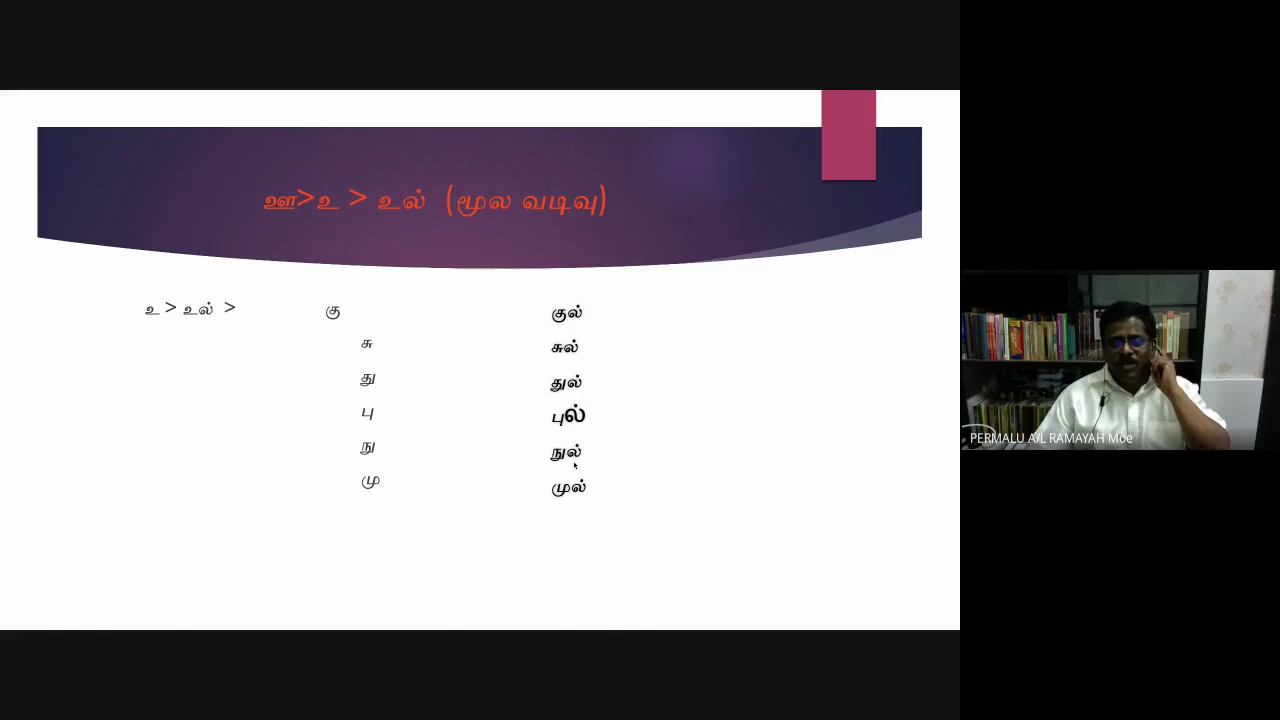 ஊ>உ > உல் (மூல வடிவு)
உ > உல் > கு குல்
சு சுல்
து துல்
பு புல்
நு நுல்
மு முல்
PERMALU A/L RAMAYAH Moe